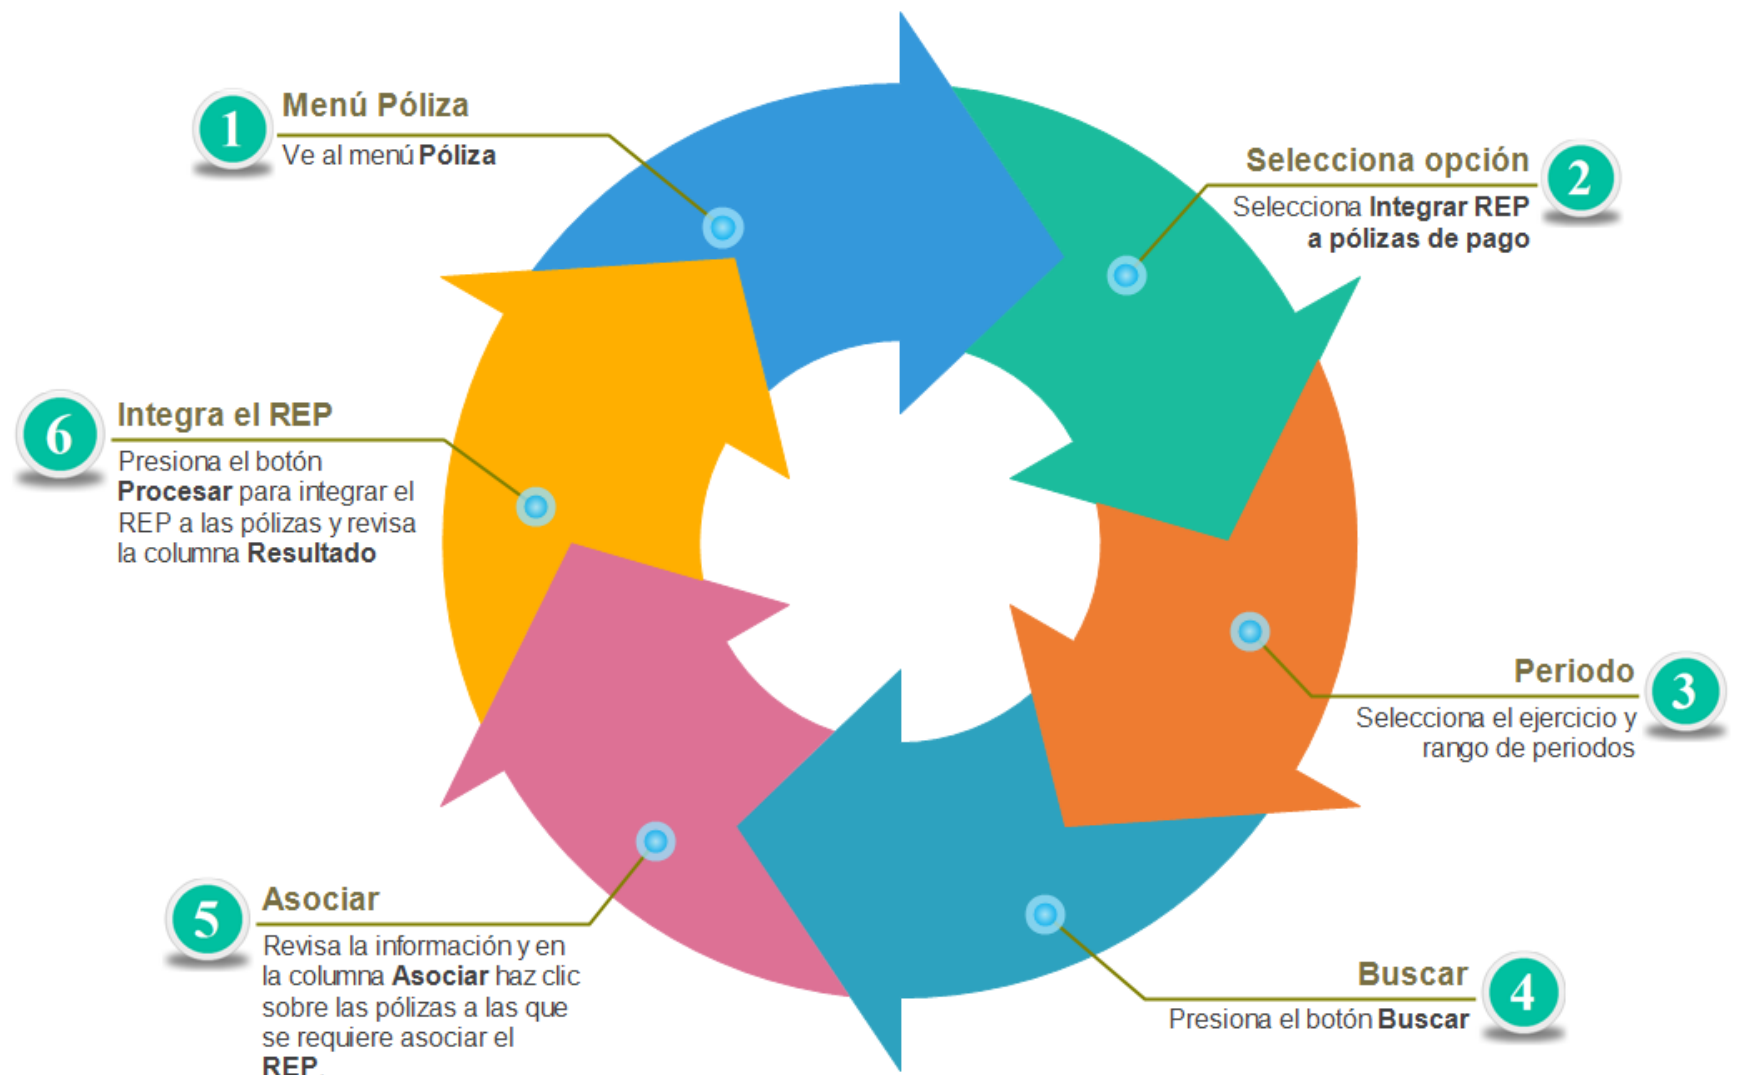 1
Menú Póliza
Ve al menú Póliza
2
Selecciona opción
Selecciona Integrar REP
a pólizas de pago
3
Periodo
Selecciona el ejercicio y
rango de periodos
4
Buscar
Presiona el botón Buscar
5
Asociar
Revisa la información y en
la columna Asociar haz clic
sobre las pólizas a las que
se requiere asociar el
REP.
6
Integra el REP
Presiona el botón
Procesar para integrar el
REP a las pólizas y revisa
la columna Resultado